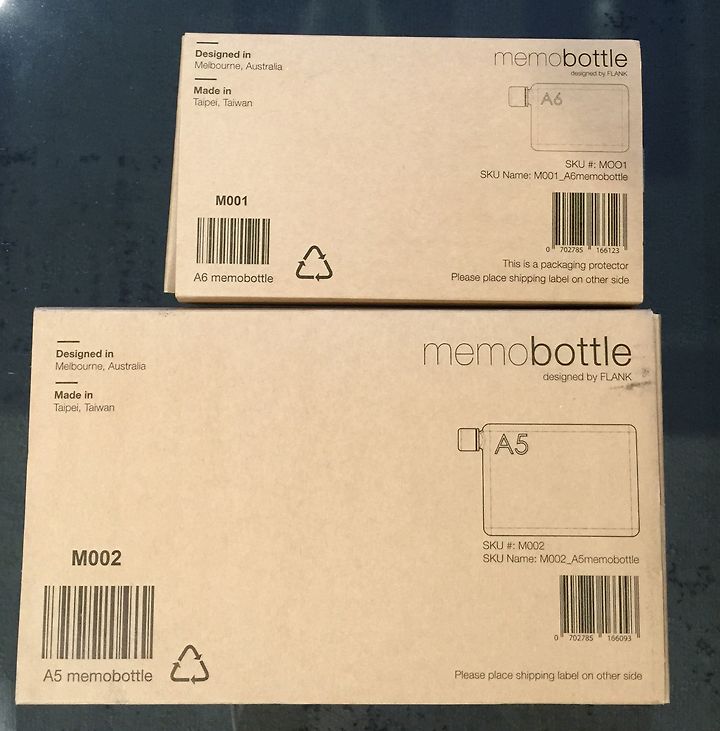 Designed in
Melbourne, Australia
Made in
Taipei, Taiwan
memobottle
designed by FLANK
A6
SKU #: MOO1
SKU Name: M001_A6memobottle
M001
A6 memobottle
0 702785 166123
This is a packaging protector
Please place shipping label on other side
Designed in
Melbourne, Australia
Made in
Taipei, Taiwan
memobottle
designed by FLANK
A5
SKU #: M002
SKU Name: M002_A5memobottle
M002
A5 memobottle
0 702785 166093
Please place shipping label on other side